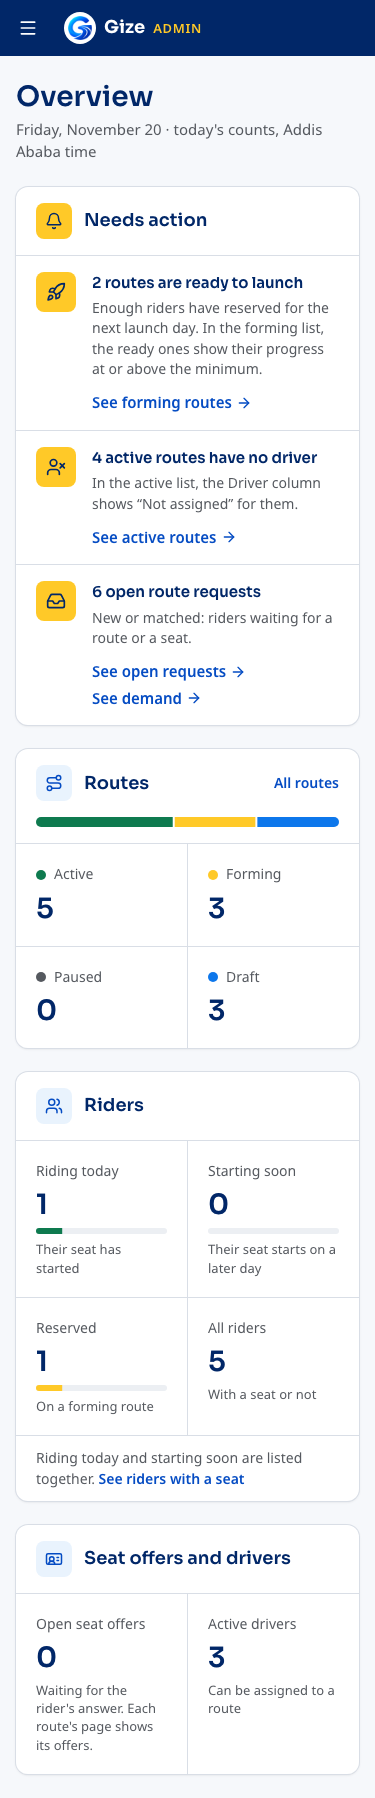 Gize ADMIN
Overview
Friday, November 20 · today's counts, Addis
Ababa time
Needs action
2 routes are ready to launch
Enough riders have reserved for the
next launch day. In the forming list,
the ready ones show their progress
at or above the minimum.
See forming routes →
4 active routes have no driver
In the active list, the Driver column
shows “Not assigned” for them.
See active routes →
6 open route requests
New or matched: riders waiting for a
route or a seat.
See open requests →
See demand →
Routes
All routes
Active
5
Forming
3
Paused
0
Draft
3
Riders
Riding today
1
Their seat has
started
Starting soon
0
Their seat starts on a
later day
Reserved
1
On a forming route
All riders
5
With a seat or not
Riding today and starting soon are listed
together. See riders with a seat
Seat offers and drivers
Open seat offers
0
Waiting for the
rider's answer. Each
route's page shows
its offers.
Active drivers
3
Can be assigned to a
route